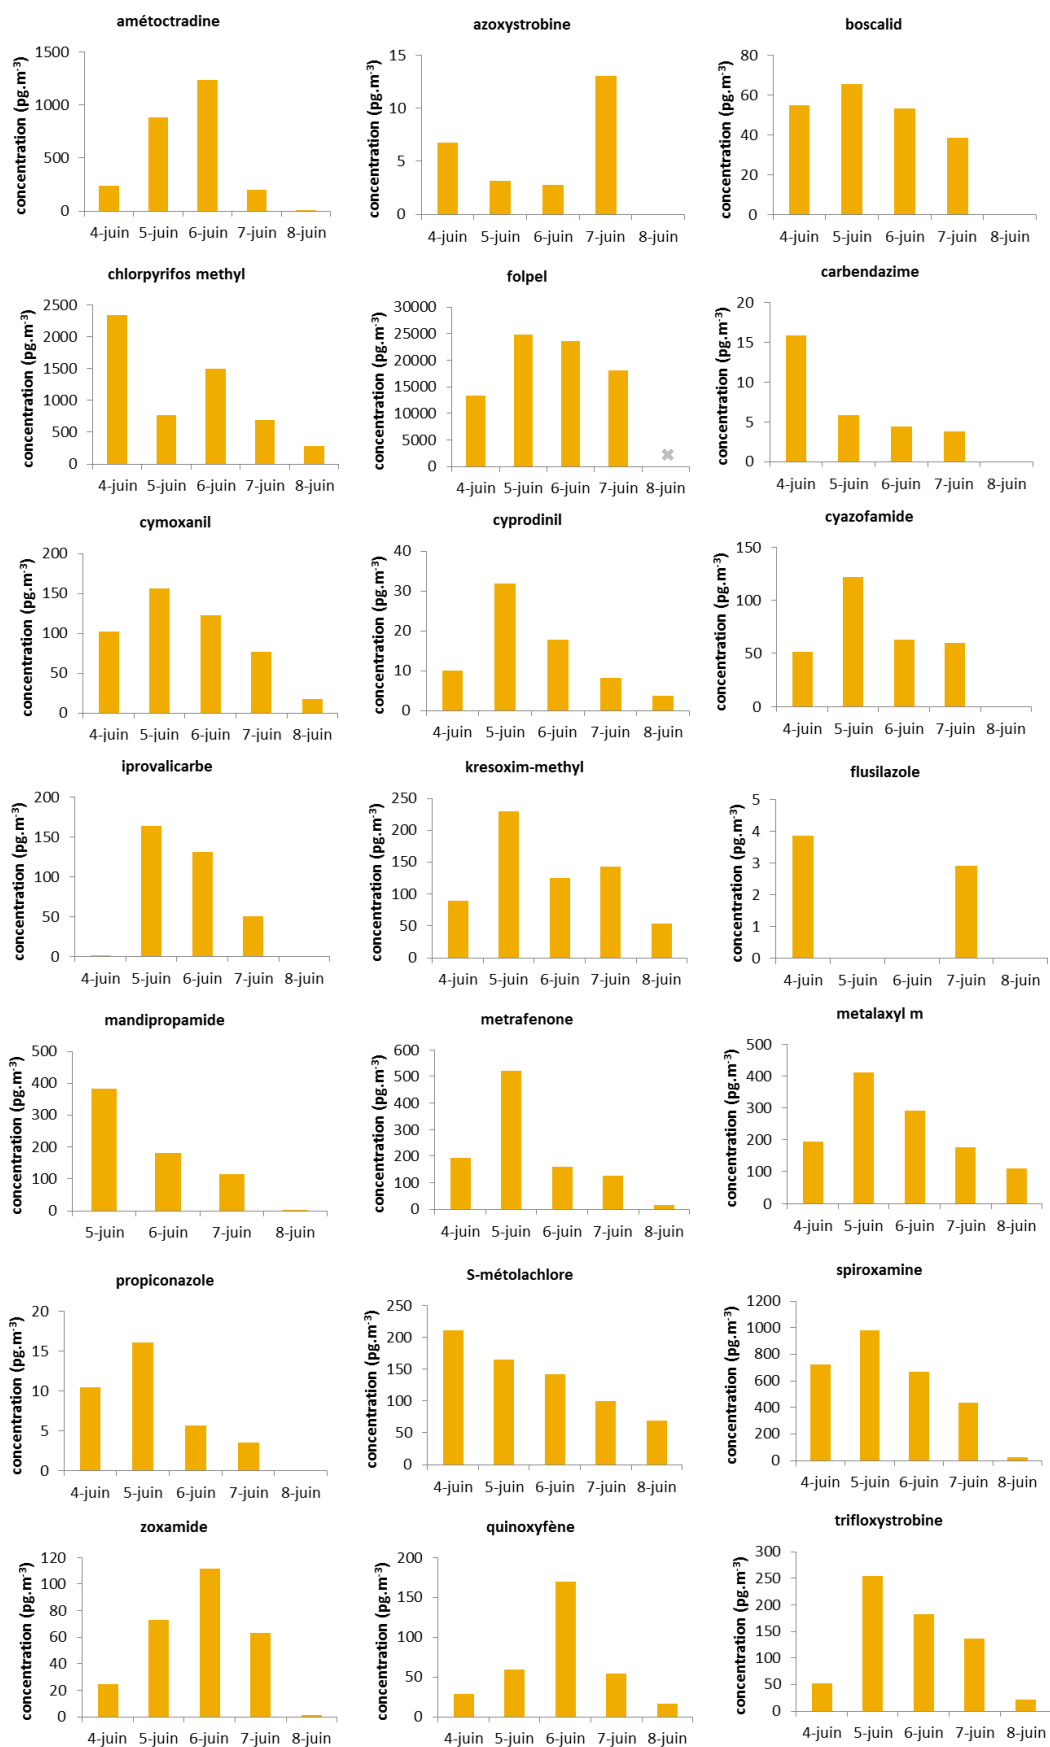 amétoctradine
concentration (pg.m-3)
1500
1000
500
0
4-juin 5-juin 6-juin 7-juin 8-juin
azoxystrobine
concentration (pg.m-3)
15
10
5
0
4-juin 5-juin 6-juin 7-juin 8-juin
boscalid
concentration (pg.m-3)
80
60
40
20
0
4-juin 5-juin 6-juin 7-juin 8-juin
chlorpyrifos methyl
concentration (pg.m-3)
2500
2000
1500
1000
500
0
4-juin 5-juin 6-juin 7-juin 8-juin
folpel
concentration (pg.m-3)
30000
25000
20000
15000
10000
5000
0
4-juin 5-juin 6-juin 7-juin 8-juin
carbendazime
concentration (pg.m-3)
20
15
10
5
0
4-juin 5-juin 6-juin 7-juin 8-juin
cymoxanil
concentration (pg.m-3)
200
150
100
50
0
4-juin 5-juin 6-juin 7-juin 8-juin
cyprodinil
concentration (pg.m-3)
40
30
20
10
0
4-juin 5-juin 6-juin 7-juin 8-juin
cyazofamide
concentration (pg.m-3)
150
100
50
0
4-juin 5-juin 6-juin 7-juin 8-juin
iprovalicarbe
concentration (pg.m-3)
200
150
100
50
0
4-juin 5-juin 6-juin 7-juin 8-juin
kresoxim-methyl
concentration (pg.m-3)
250
200
150
100
50
0
4-juin 5-juin 6-juin 7-juin 8-juin
flusilazole
concentration (pg.m-3)
5
4
3
2
1
0
4-juin 5-juin 6-juin 7-juin 8-juin
mandipropamide
concentration (pg.m-3)
500
400
300
200
100
0
5-juin 6-juin 7-juin 8-juin
metrafenone
concentration (pg.m-3)
600
500
400
300
200
100
0
4-juin 5-juin 6-juin 7-juin 8-juin
metalaxyl m
concentration (pg.m-3)
500
400
300
200
100
0
4-juin 5-juin 6-juin 7-juin 8-juin
propiconazole
concentration (pg.m-3)
20
15
10
5
0
4-juin 5-juin 6-juin 7-juin 8-juin
S-métolachlore
concentration (pg.m-3)
250
200
150
100
50
0
4-juin 5-juin 6-juin 7-juin 8-juin
spiroxamine
concentration (pg.m-3)
1200
1000
800
600
400
200
0
4-juin 5-juin 6-juin 7-juin 8-juin
zoxamide
concentration (pg.m-3)
120
100
80
60
40
20
0
4-juin 5-juin 6-juin 7-juin 8-juin
quinoxyfène
concentration (pg.m-3)
200
150
100
50
0
4-juin 5-juin 6-juin 7-juin 8-juin
trifloxystrobine
concentration (pg.m-3)
300
250
200
150
100
50
0
4-juin 5-juin 6-juin 7-juin 8-juin